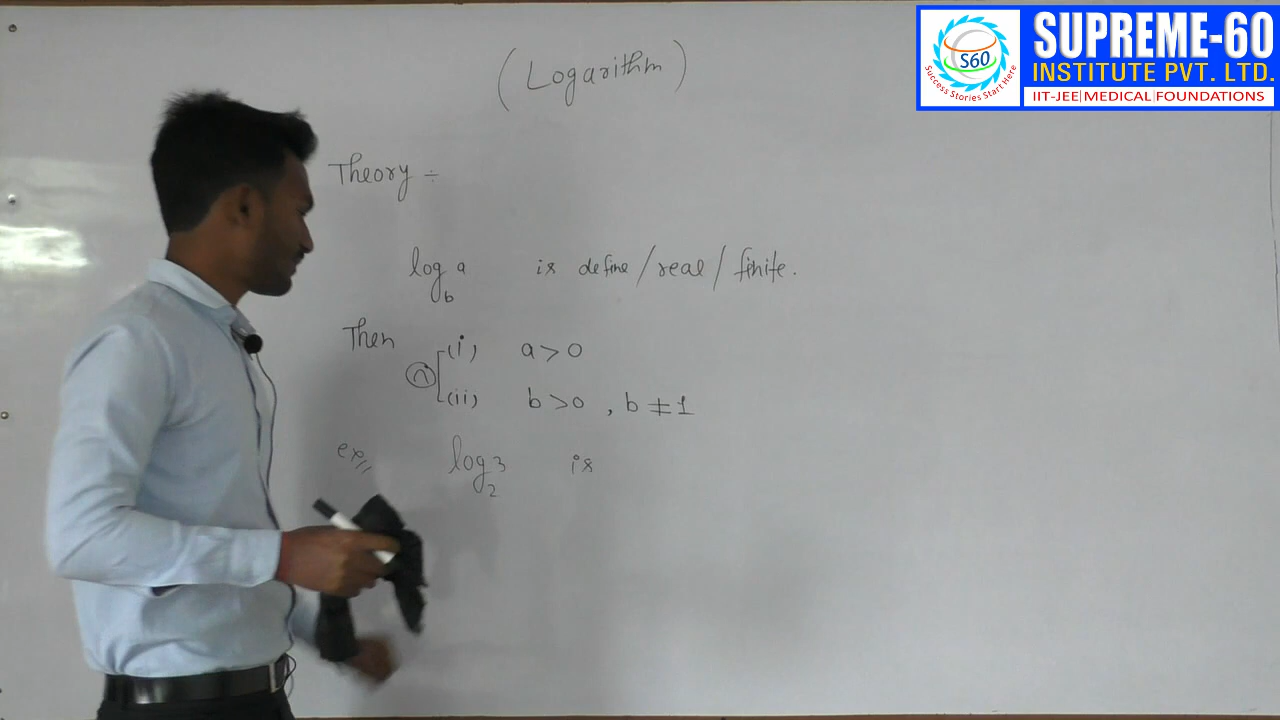 (Logarithm)
SUPREME-60
INSTITUTE PVT. LTD.
IIT-JEE|MEDICAL|FOUNDATIONS
S60
Success Stories Start Here
Theory ÷
log_b a is define/real/finite.
Then
∩ (i) a > 0
(ii) b > 0, b ≠ 1
ex// log_2 3 is